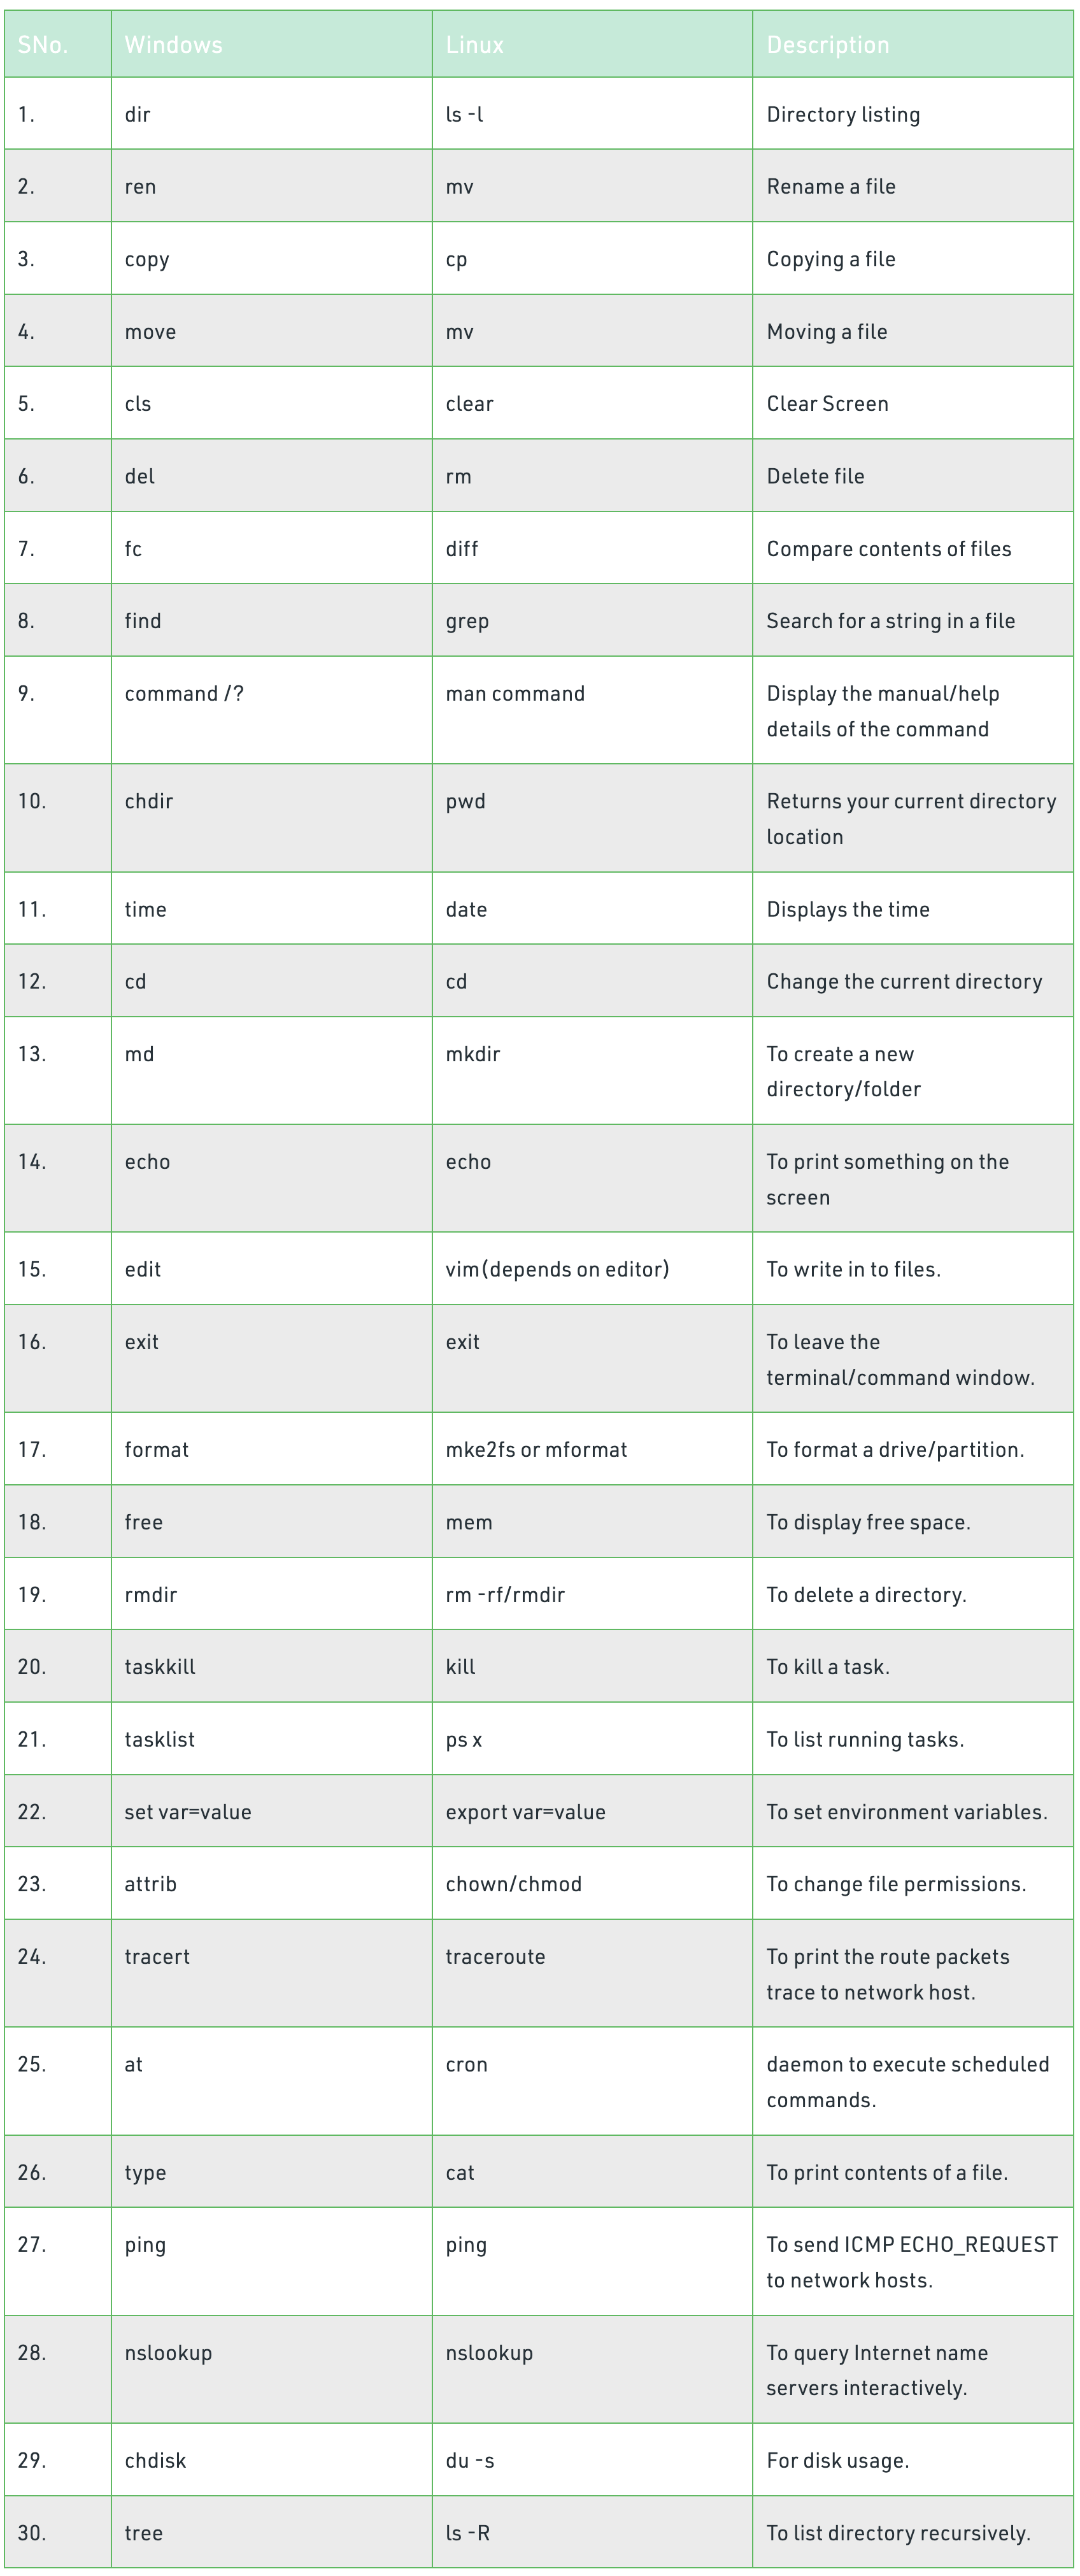 SNo. Windows Linux Description
1. dir ls -l Directory listing
2. ren mv Rename a file
3. copy cp Copying a file
4. move mv Moving a file
5. cls clear Clear Screen
6. del rm Delete file
7. fc diff Compare contents of files
8. find grep Search for a string in a file
9. command /? man command Display the manual/help
details of the command
10. chdir pwd Returns your current directory
location
11. time date Displays the time
12. cd cd Change the current directory
13. md mkdir To create a new
directory/folder
14. echo echo To print something on the
screen
15. edit vim(depends on editor) To write in to files.
16. exit exit To leave the
terminal/command window.
17. format mke2fs or mformat To format a drive/partition.
18. free mem To display free space.
19. rmdir rm -rf/rmdir To delete a directory.
20. taskkill kill To kill a task.
21. tasklist ps x To list running tasks.
22. set var=value export var=value To set environment variables.
23. attrib chown/chmod To change file permissions.
24. tracert traceroute To print the route packets
trace to network host.
25. at cron daemon to execute scheduled
commands.
26. type cat To print contents of a file.
27. ping ping To send ICMP ECHO_REQUEST
to network hosts.
28. nslookup nslookup To query Internet name
servers interactively.
29. chdisk du -s For disk usage.
30. tree ls -R To list directory recursively.